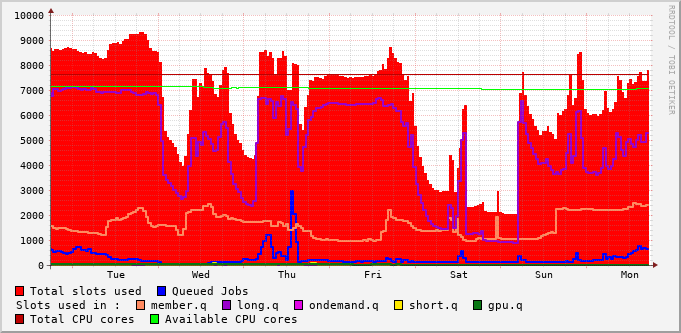 10000
9000
8000
7000
6000
5000
4000
3000
2000
1000
0
Tue Wed Thu Fri Sat Sun Mon
RRDTOOL / TOBI OETIKER
Total slots used Queued Jobs
Slots used in : member.q long.q ondemand.q short.q gpu.q
Total CPU cores Available CPU cores